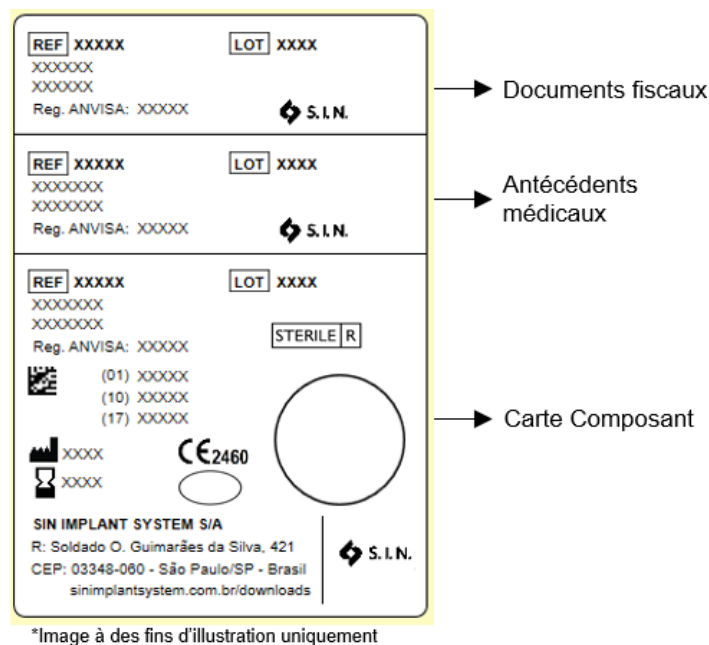 REF XXXXX LOT XXXX
XXXXXX
XXXXXX
Reg. ANVISA: XXXXX S.I.N.
Documents fiscaux
REF XXXXX LOT XXXX
XXXXXXX
XXXXXXX
Reg. ANVISA: XXXXX S.I.N.
Antécédents
médicaux
REF XXXXX LOT XXXX
XXXXXXX
XXXXXXX
Reg. ANVISA: XXXXX
STERILE R
(01) XXXXX
(10) XXXXX
(17) XXXXX
XXXX CE2460
XXXX
Carte Composant
SIN IMPLANT SYSTEM S/A
R: Soldado O. Guimarães da Silva, 421
CEP: 03348-060 - São Paulo/SP - Brasil
sinimplantsystem.com.br/downloads
S.I.N.
*Image à des fins d'illustration uniquement